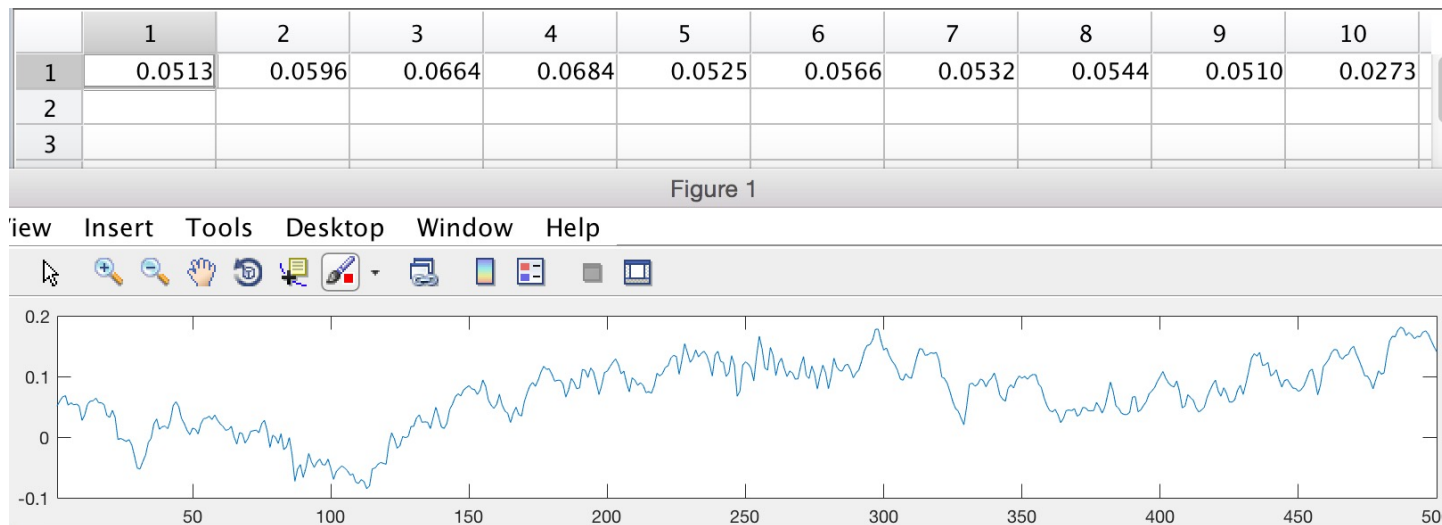 1 2 3 4 5 6 7 8 9 10
1 0.0513 0.0596 0.0664 0.0684 0.0525 0.0566 0.0532 0.0544 0.0510 0.0273
2
3
Figure 1
iew Insert Tools Desktop Window Help
0.2
0.1
0
-0.1
50 100 150 200 250 300 350 400 450 50